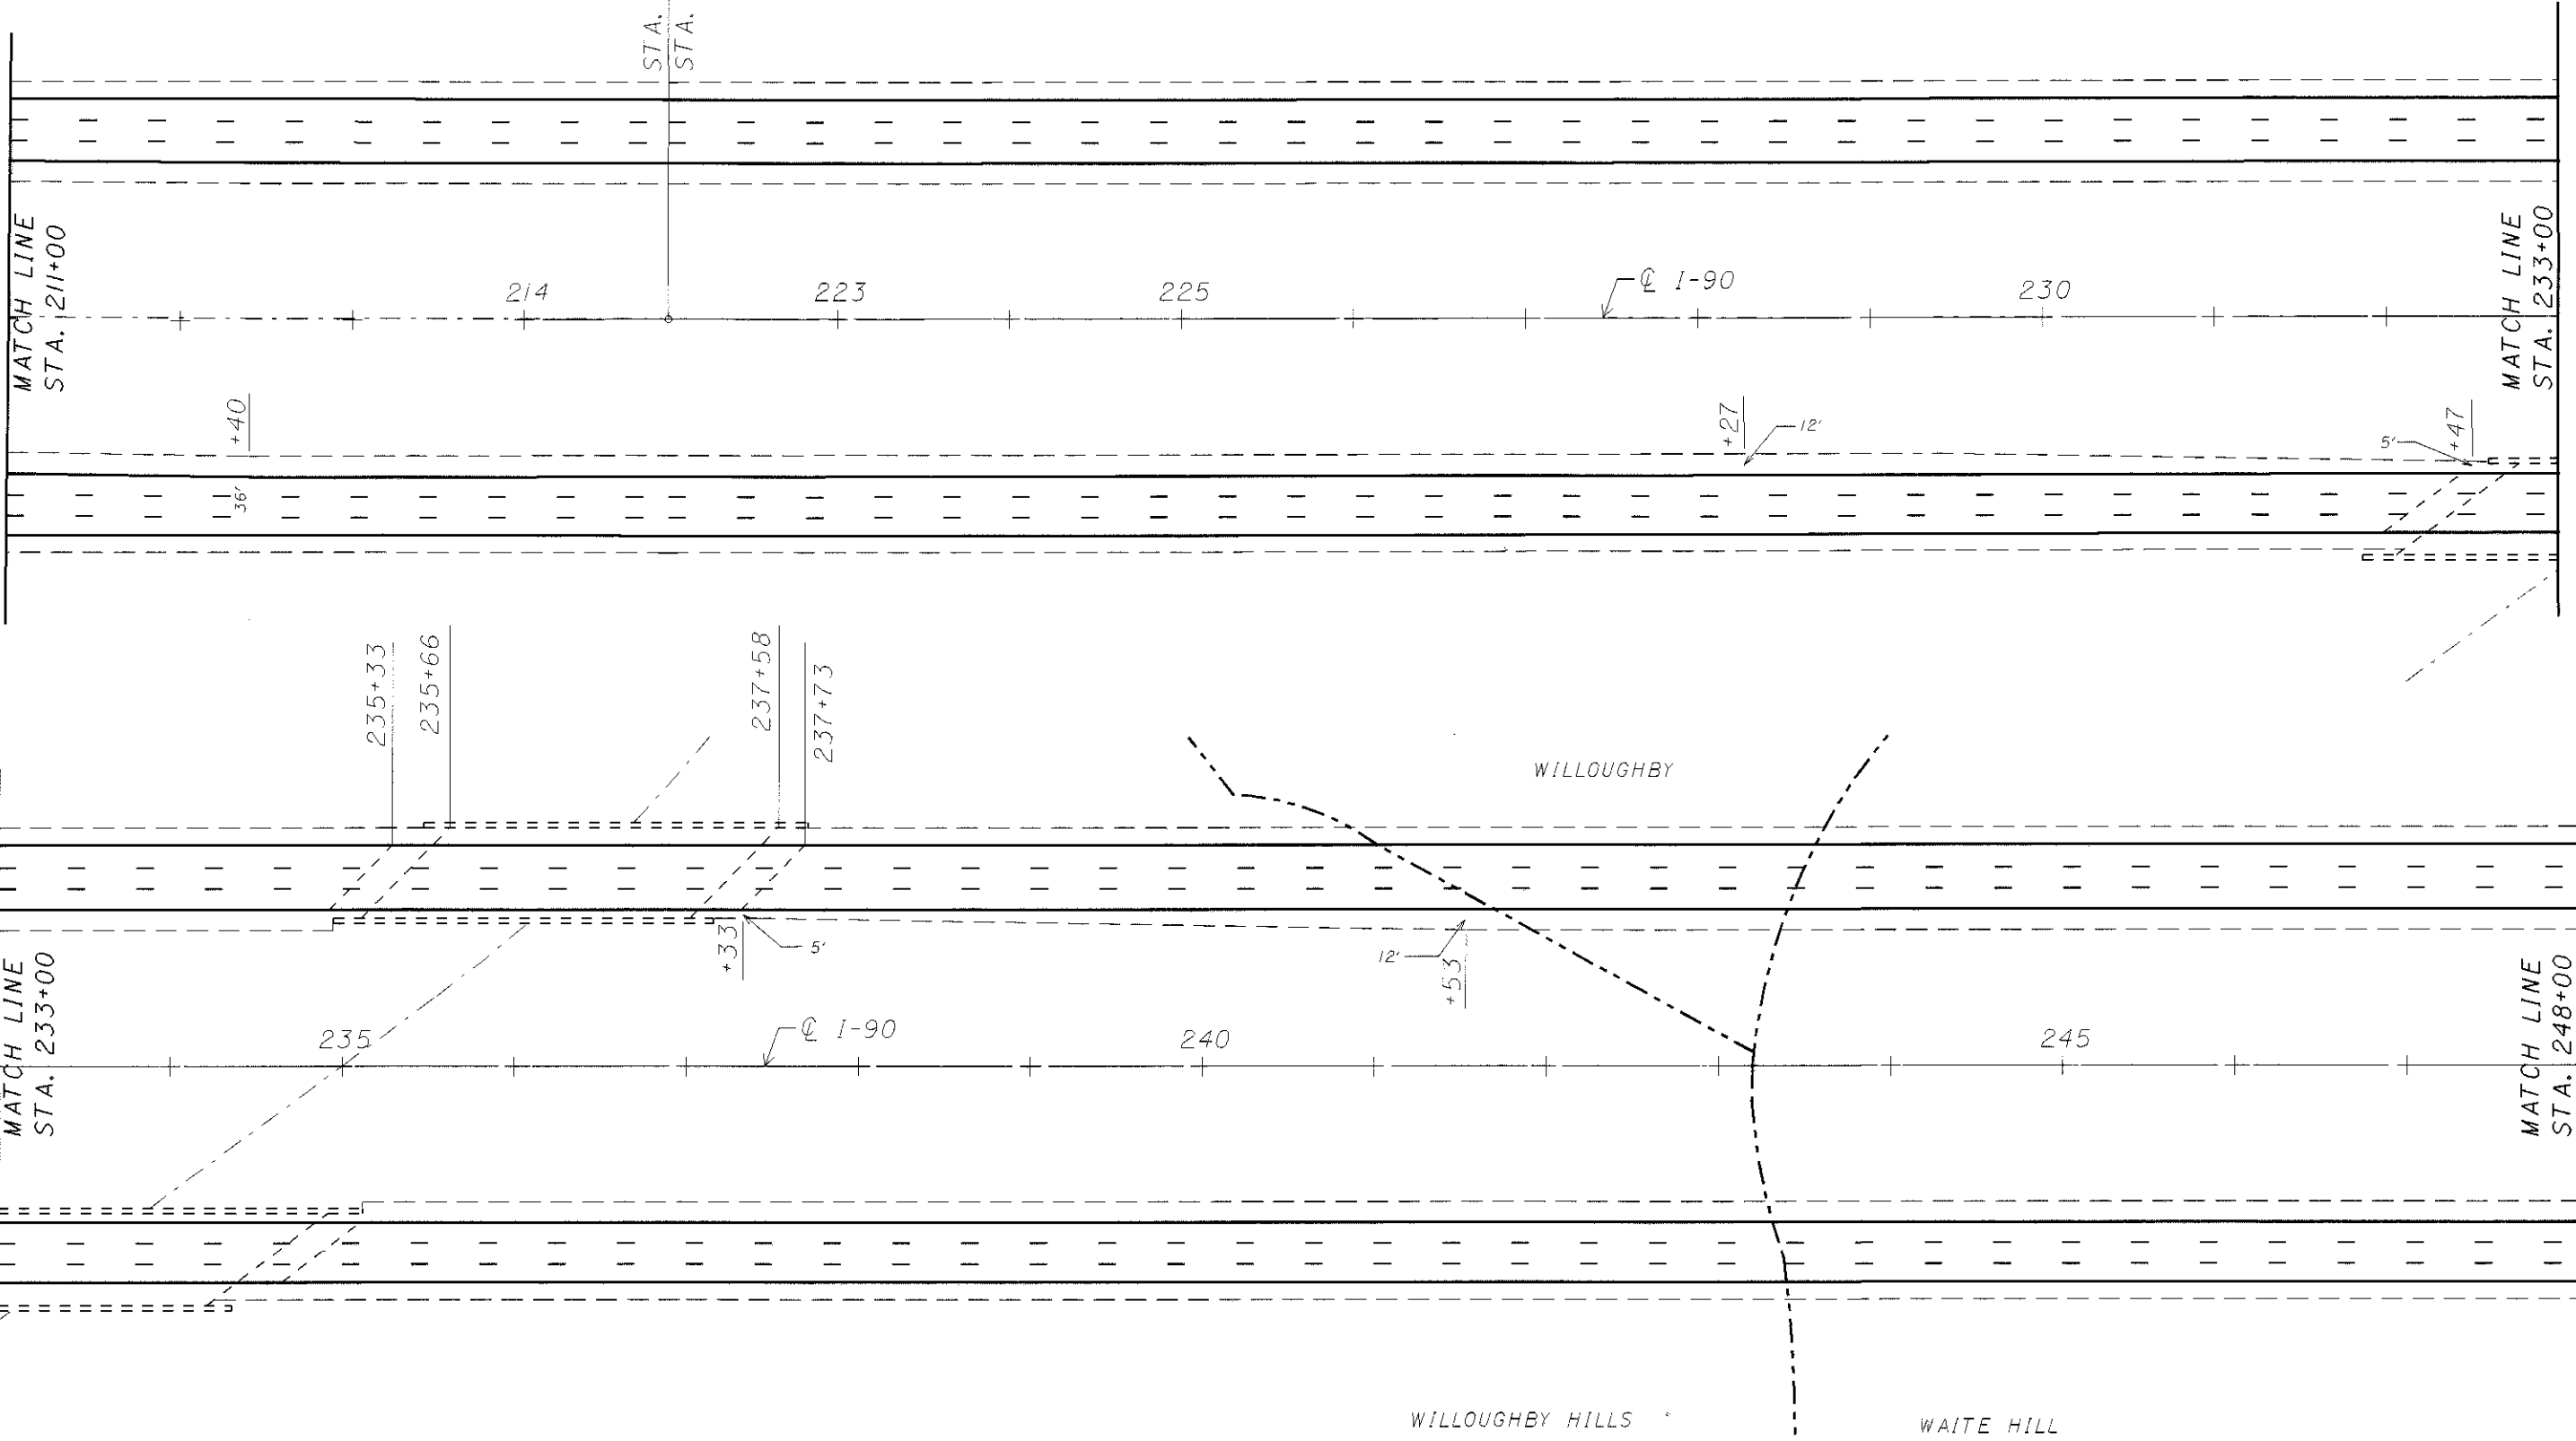 STA.
STA.
MATCH LINE
STA. 211+00
214
223
225
℄ I-90
230
MATCH LINE
STA. 233+00
+40
+27
12'
5'
+47
36'
235+33
235+66
237+58
237+73
WILLOUGHBY
+33
5'
12'
+53
MATCH LINE
STA. 233+00
235
℄ I-90
240
245
MATCH LINE
STA. 248+00
WILLOUGHBY HILLS
WAITE HILL